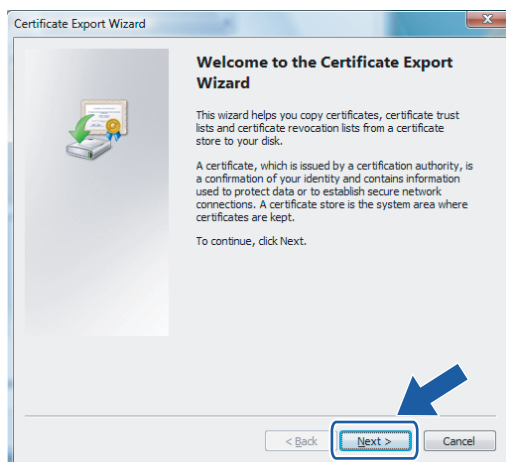 Certificate Export Wizard
Welcome to the Certificate Export
Wizard
This wizard helps you copy certificates, certificate trust
lists and certificate revocation lists from a certificate
store to your disk.
A certificate, which is issued by a certification authority, is
a confirmation of your identity and contains information
used to protect data or to establish secure network
connections. A certificate store is the system area where
certificates are kept.
To continue, click Next.
< Back Next > Cancel